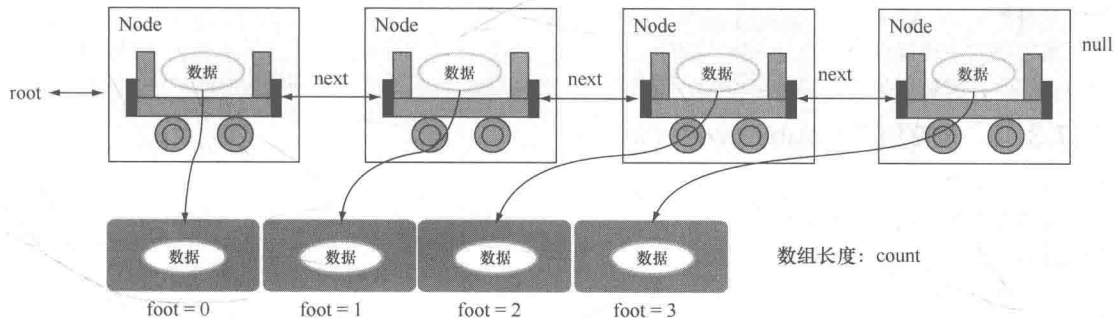 Node
Node
Node
Node
null
数据
数据
数据
数据
root
next
next
next
数据
数据
数据
数据
数组长度：count
foot = 0
foot = 1
foot = 2
foot = 3